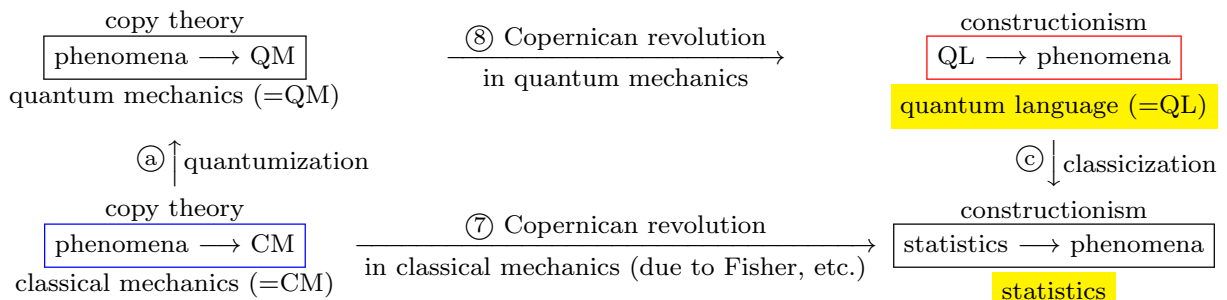 copy theory ⑧ Copernican revolution constructionism
phenomena ⟶ QM in quantum mechanics QL ⟶ phenomena
quantum mechanics (=QM) quantum language (=QL)
ⓐ quantumization ⓒ classicization
copy theory ⑦ Copernican revolution constructionism
phenomena ⟶ CM in classical mechanics (due to Fisher, etc.) statistics ⟶ phenomena
classical mechanics (=CM) statistics